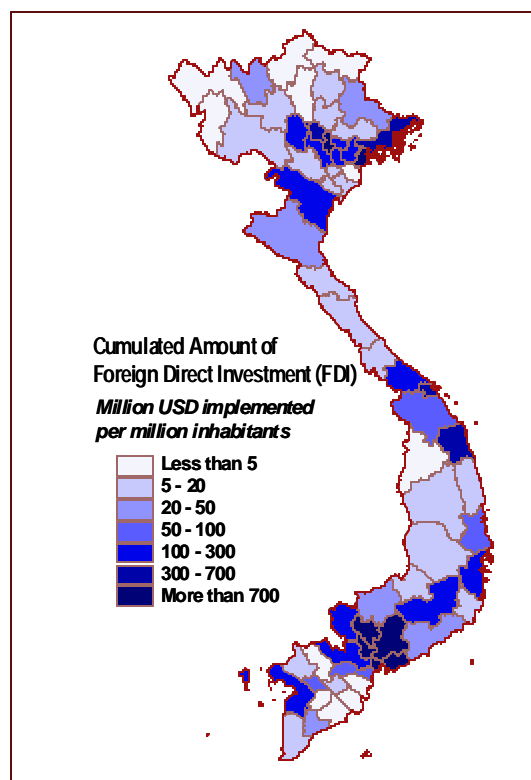 Cumulated Amount of
Foreign Direct Investment (FDI)
Million USD implemented
per million inhabitants
Less than 5
5 - 20
20 - 50
50 - 100
100 - 300
300 - 700
More than 700